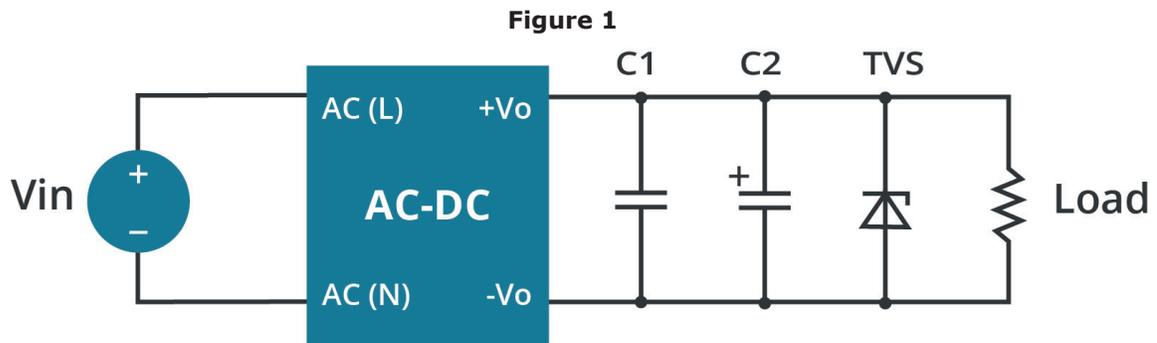 Figure 1
C1 C2 TVS
AC (L) +Vo
+ + 
Vin AC-DC Load
–
AC (N) -Vo